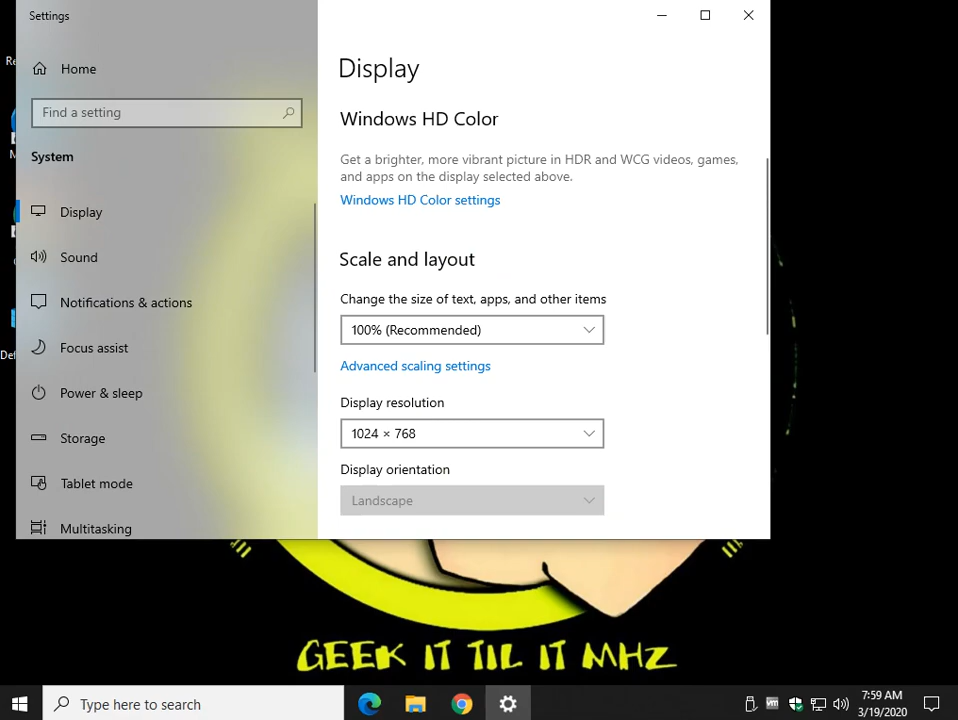 Settings
Home
Find a setting
System
Display
Sound
Notifications & actions
Focus assist
Power & sleep
Storage
Tablet mode
Multitasking
Display
Windows HD Color
Get a brighter, more vibrant picture in HDR and WCG videos, games,
and apps on the display selected above.
Windows HD Color settings
Scale and layout
Change the size of text, apps, and other items
100% (Recommended)
Advanced scaling settings
Display resolution
1024 × 768
Display orientation
Landscape
GEEK IT TIL IT MHZ
Type here to search
vm
7:59 AM
3/19/2020